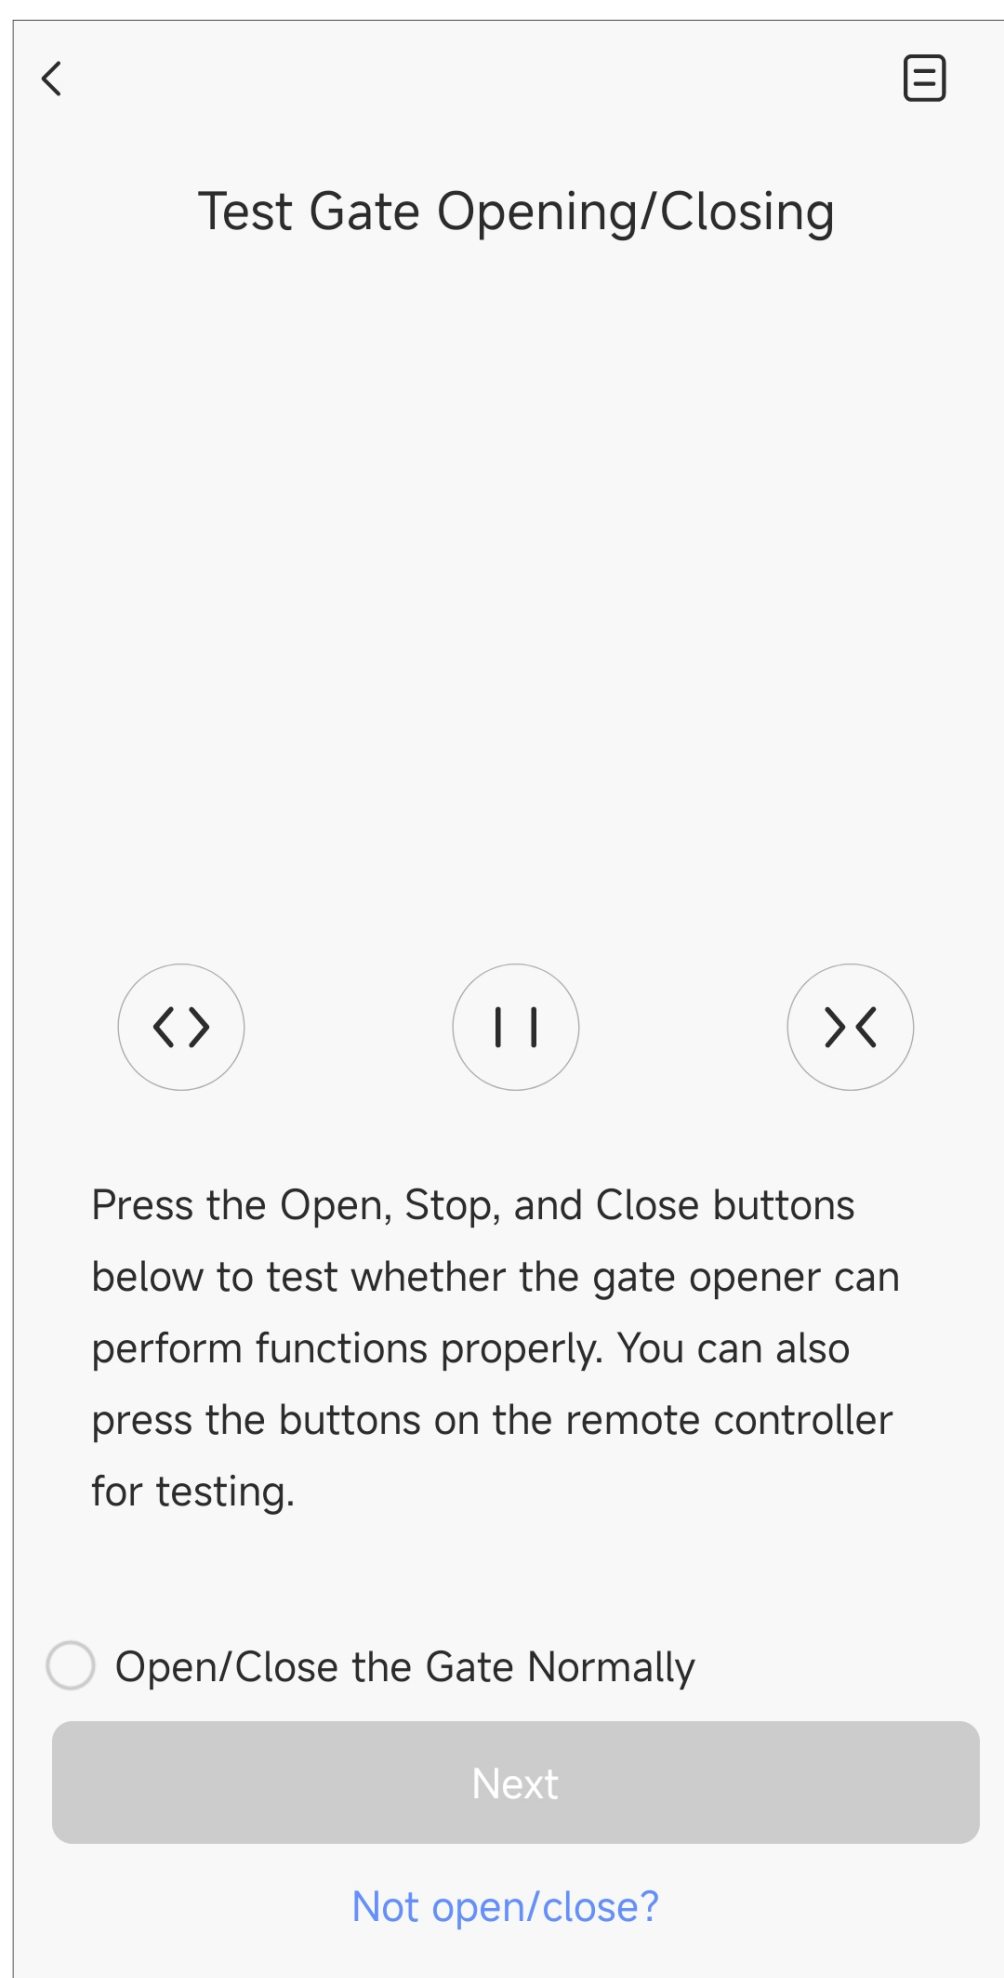 Test Gate Opening/Closing
Press the Open, Stop, and Close buttons
below to test whether the gate opener can
perform functions properly. You can also
press the buttons on the remote controller
for testing.
Open/Close the Gate Normally
Next
Not open/close?